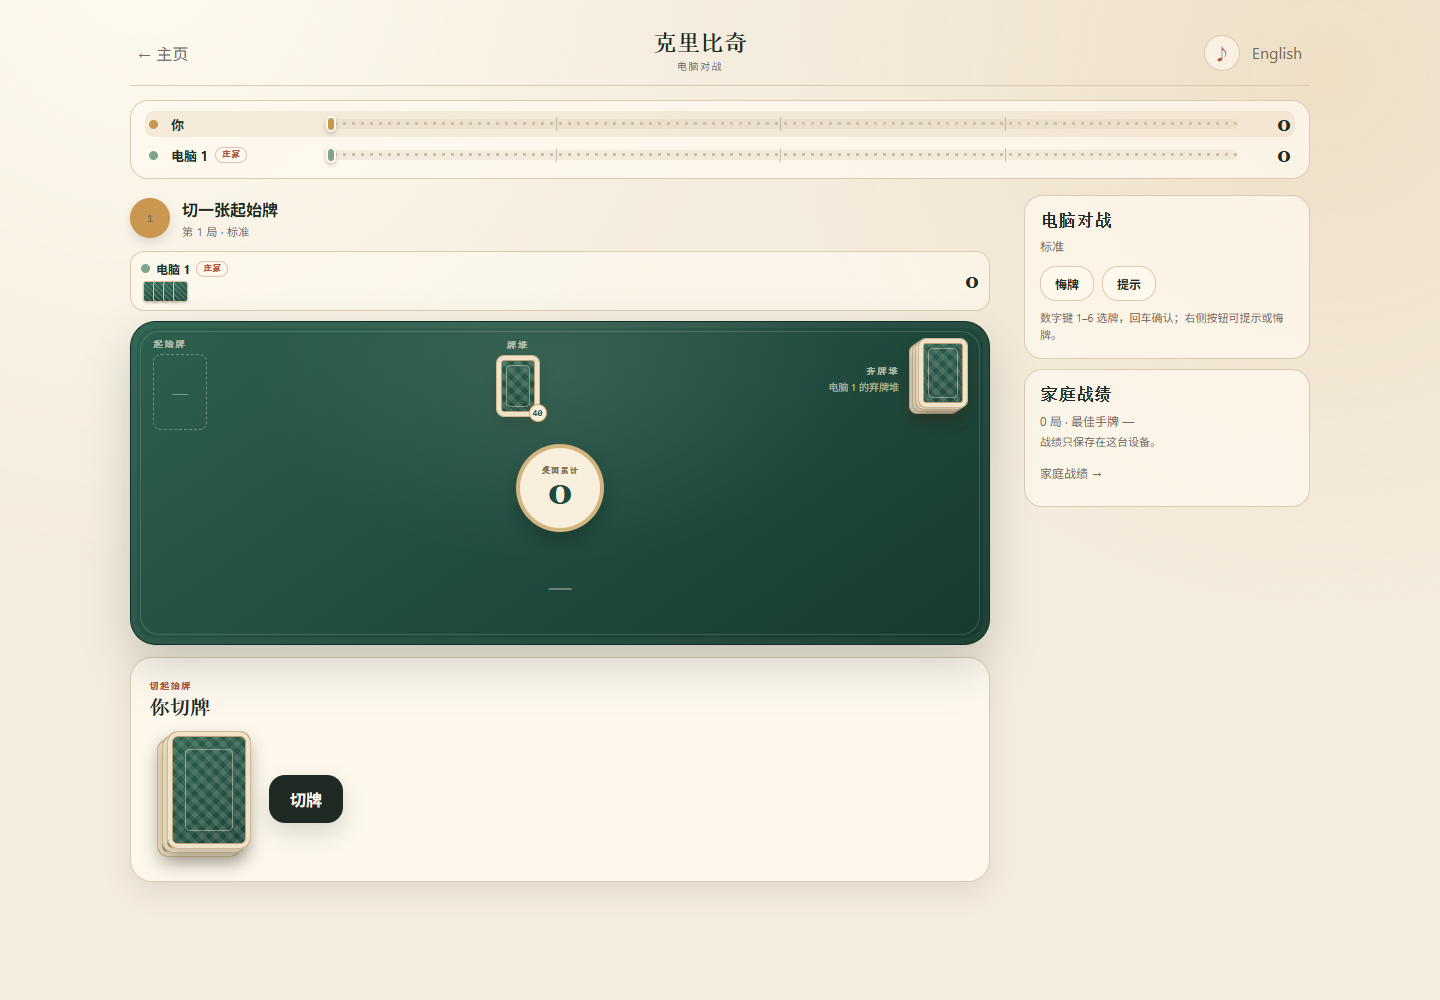 ← 主页
克里比奇
电脑对战
♪
English
你
0
电脑 1 庄家
0
1
切一张起始牌
第 1 局 · 标准
电脑 1 庄家
0
起始牌
—
牌堆
40
弃牌堆
电脑 1 的弃牌堆
桌面累计
0
—
切起始牌
你切牌
切牌
电脑对战
标准
悔牌
提示
数字键 1–6 选牌，回车确认；右侧按钮可提示或悔
牌。
家庭战绩
0 局 · 最佳手牌 —
战绩只保存在这台设备。
家庭战绩 →